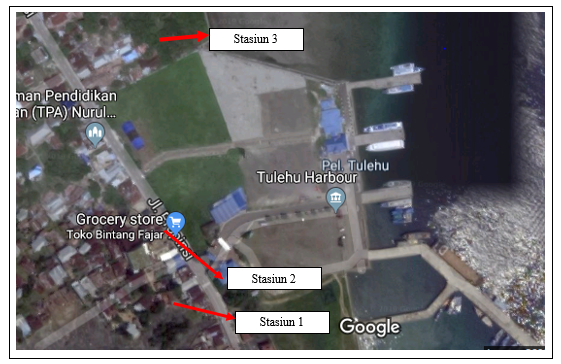 Stasiun 3
man Pendidikan
an (TPA) Nurul...
Pel. Tulehu
Tulehu Harbour
Grocery store
Toko Bintang Fajar
Stasiun 2
Stasiun 1
Google